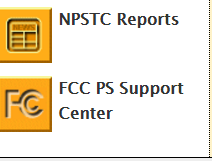 NEWS
NPSTC Reports
FC
FCC PS Support
Center